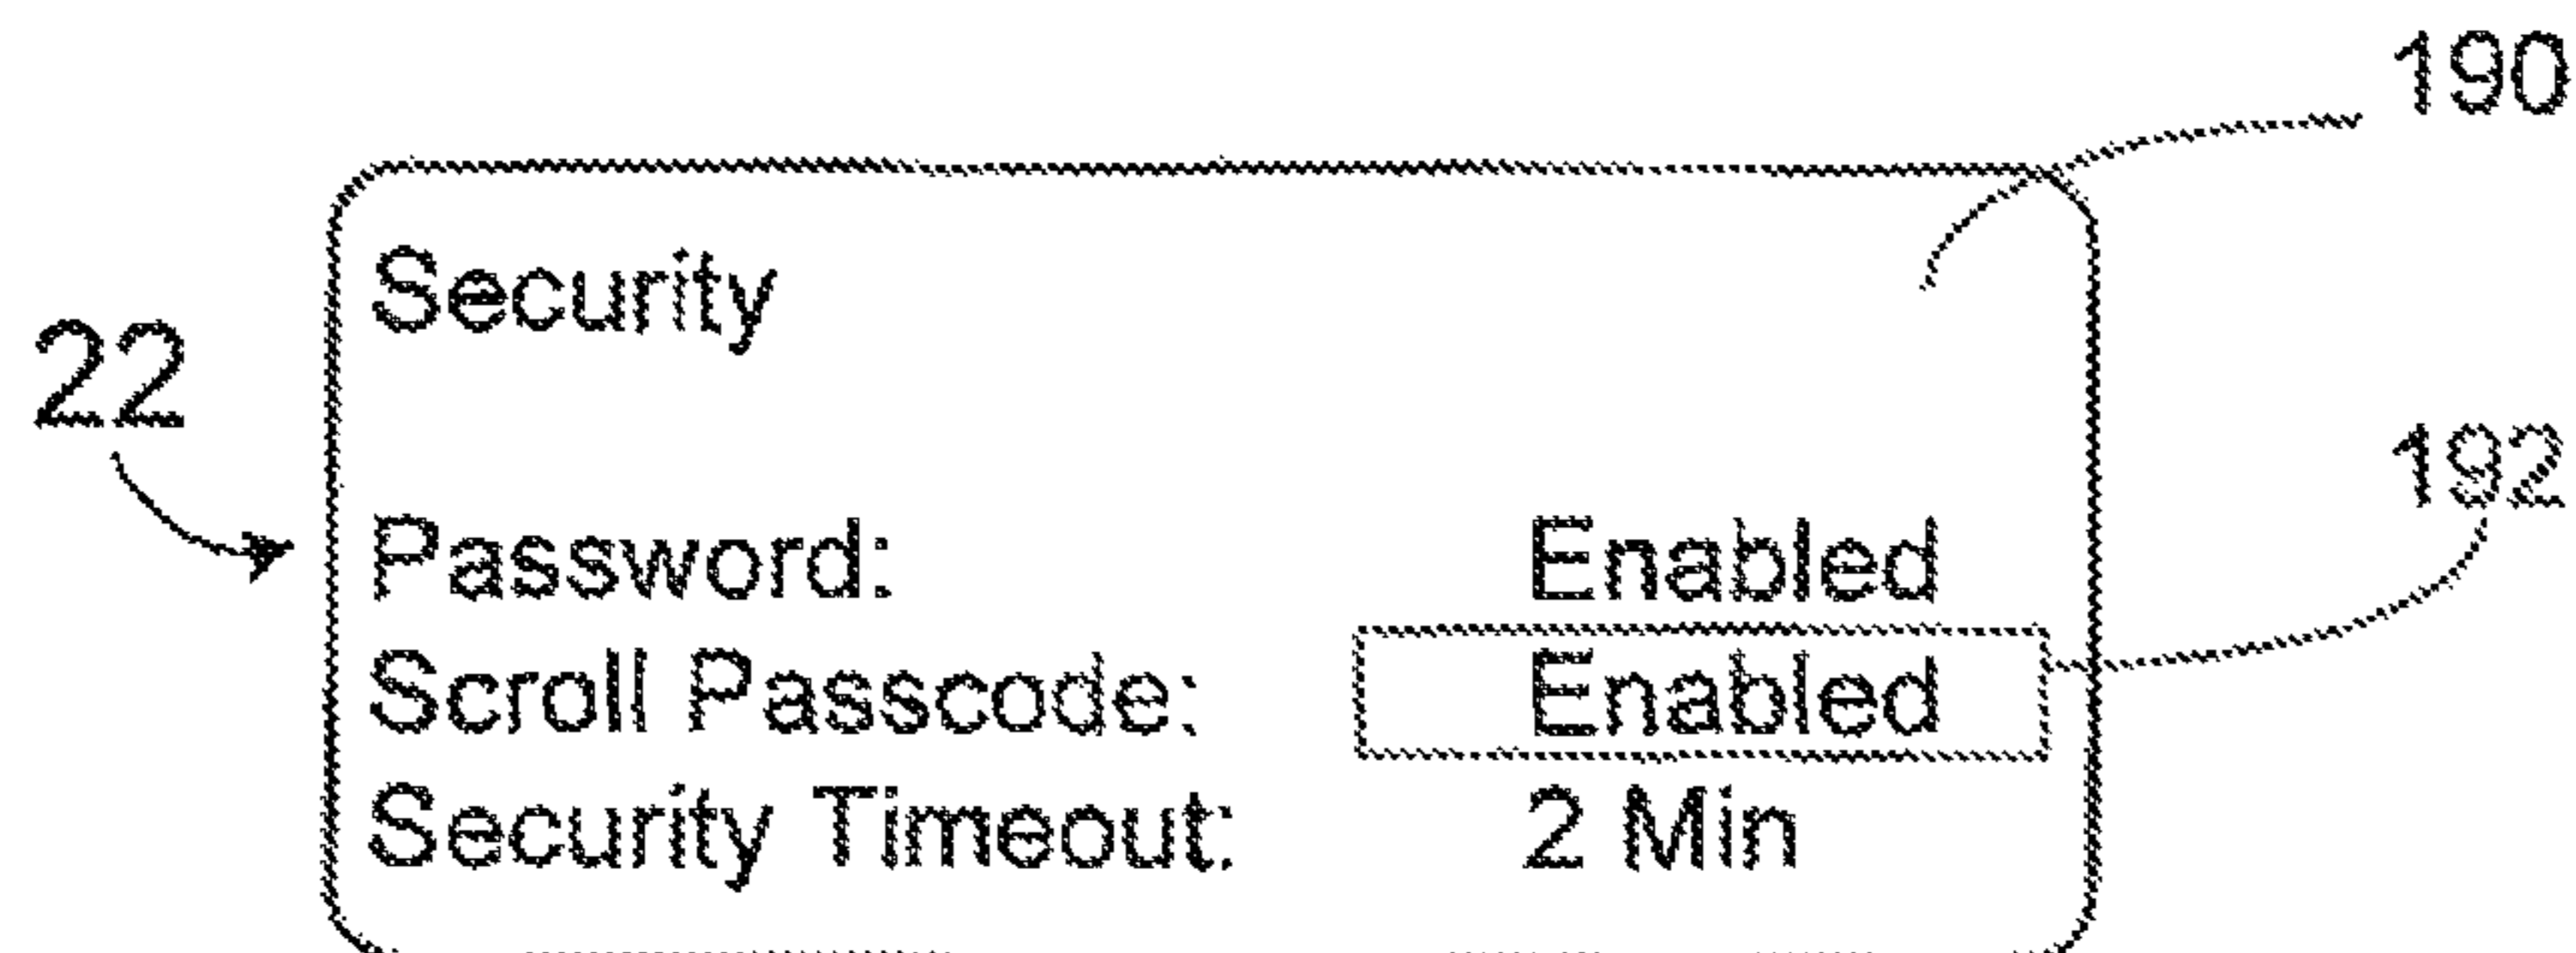 190
Security
22
192
Password: Enabled
Scroll Passcode: Enabled
Security Timeout: 2 Min